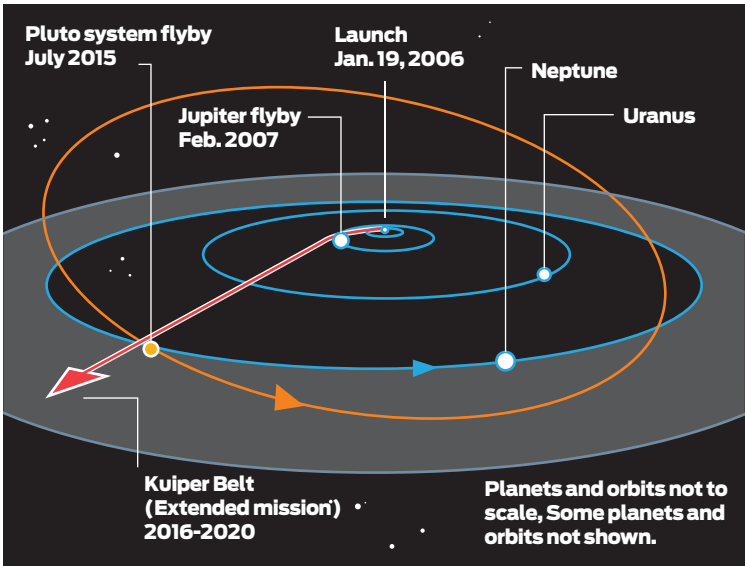 Pluto system flyby
July 2015
Launch
Jan. 19, 2006
Neptune
Jupiter flyby
Feb. 2007
Uranus
Kuiper Belt
(Extended mission)
2016-2020
Planets and orbits not to
scale, Some planets and
orbits not shown.